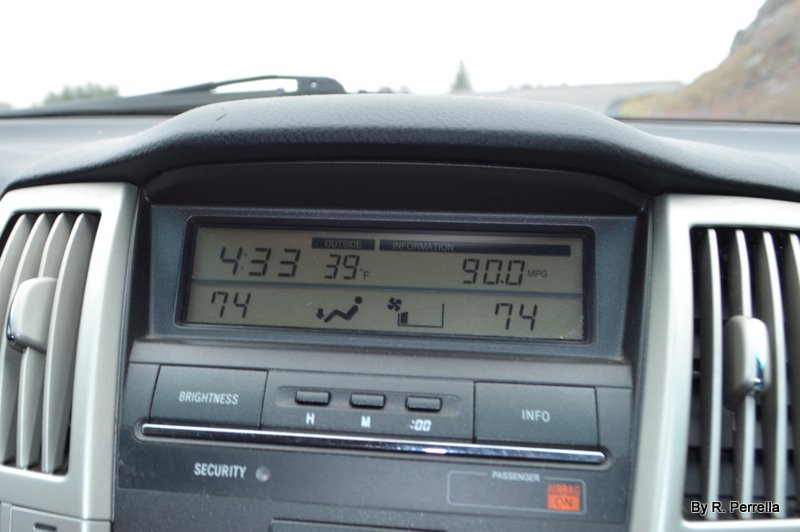 OUTSIDE INFORMATION
4:33 39°F 90.0 MPG
74 74
BRIGHTNESS H M :00 INFO
SECURITY PASSENGER
AIRBAG
ON
By R. Perrella